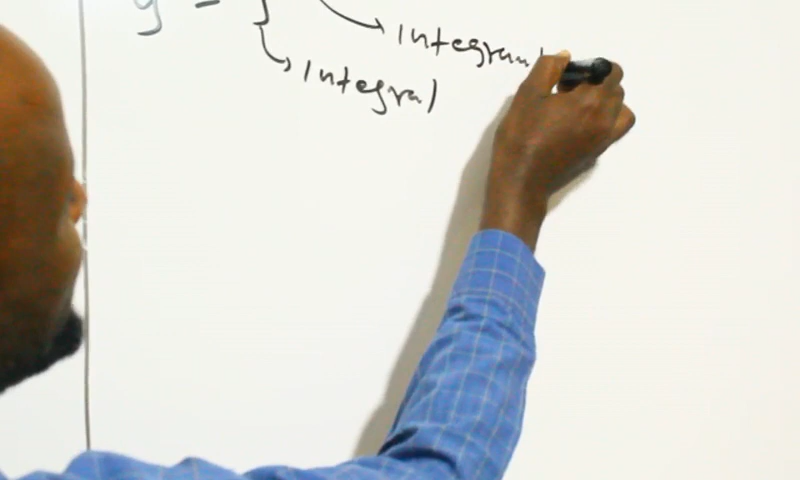 y = ∫
Integran
Integral